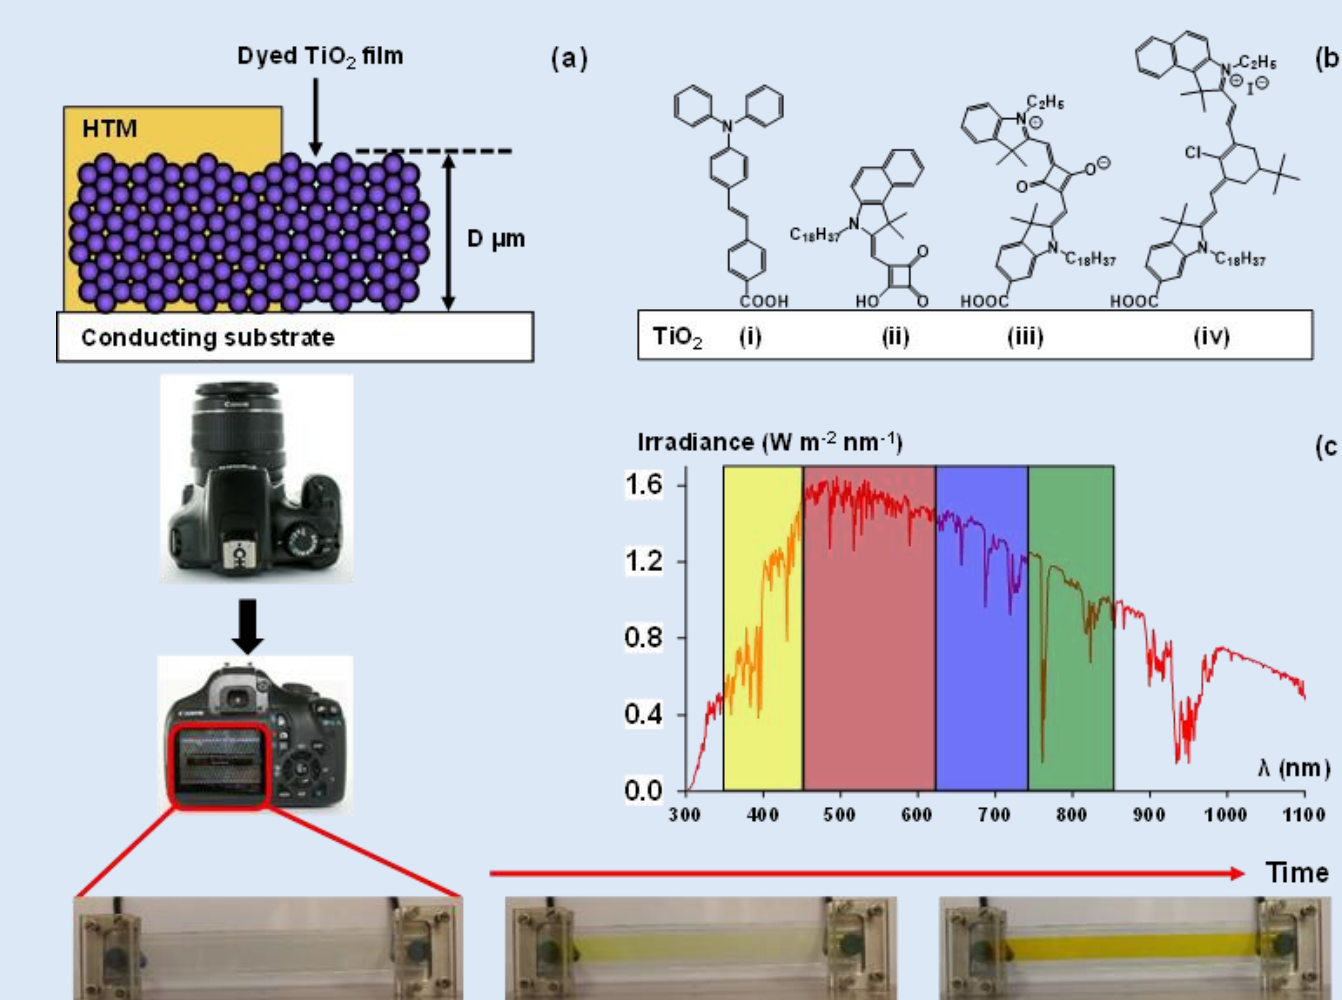 Dyed TiO2 film
(a)
HTM
D μm
Conducting substrate
(b
N
COOH
N
C18H37
O
HO
O
C2H5
N
⊕
O
O⊖
N
C18H37
HOOC
N
C2H5
⊕
I⊖
Cl
N
C18H37
HOOC
TiO2 (i) (ii) (iii) (iv)
Canon
Irradiance (W m-2 nm-1)
(c
1.6
1.2
0.8
0.4
0.0
λ (nm)
300 400 500 600 700 800 900 1000 1100
Time